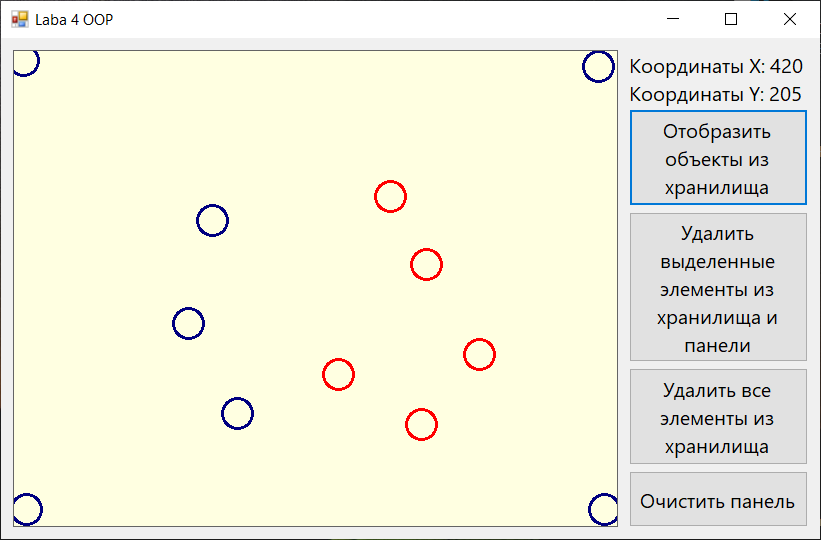 Laba 4 OOP
Координаты X: 420
Координаты Y: 205
Отобразить
объекты из
хранилища
Удалить
выделенные
элементы из
хранилища и
панели
Удалить все
элементы из
хранилища
Очистить панель